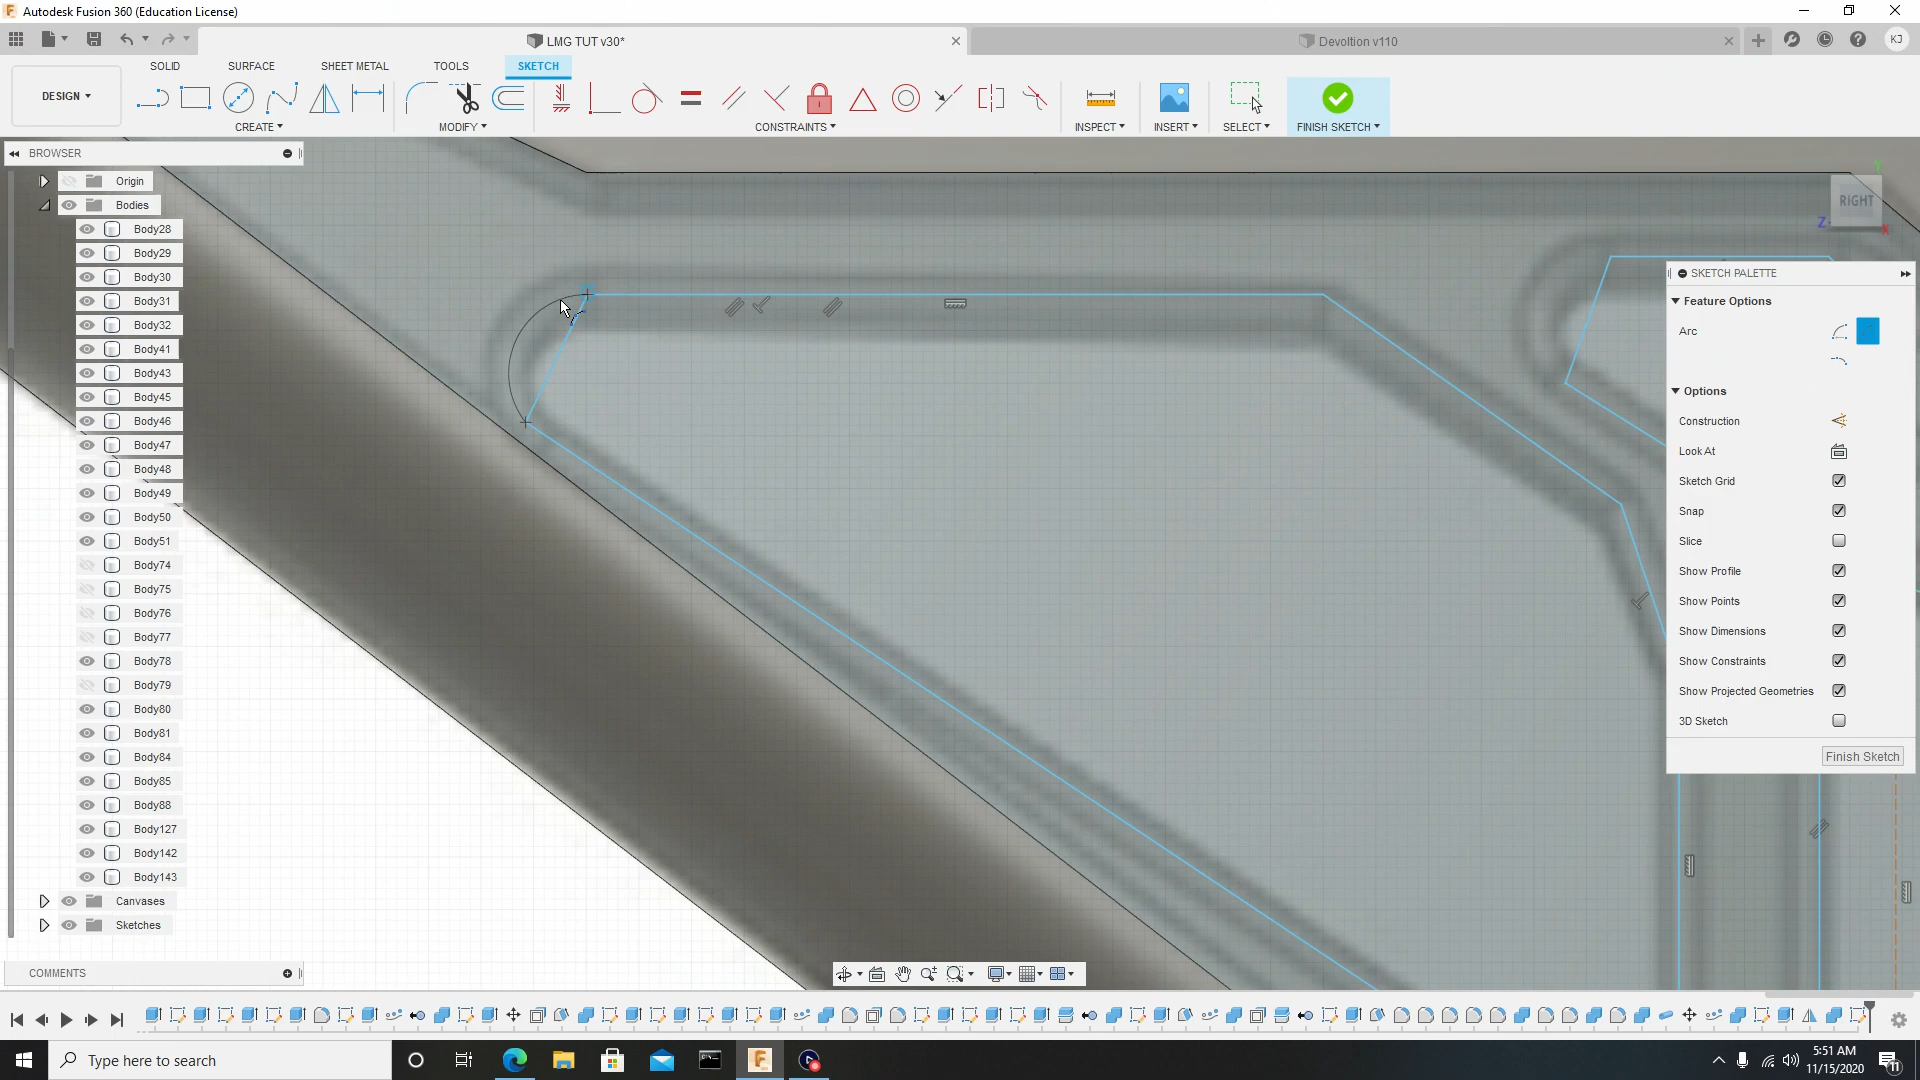 Autodesk Fusion 360 (Education License)
LMG TUT v30*
Devoltion v110
KJ
DESIGN
SOLID
SURFACE
SHEET METAL
TOOLS
SKETCH
CREATE
MODIFY
CONSTRAINTS
INSPECT
INSERT
SELECT
FINISH SKETCH
BROWSER
Origin
Bodies
Body28
Body29
Body30
Body31
Body32
Body41
Body43
Body45
Body46
Body47
Body48
Body49
Body50
Body51
Body74
Body75
Body76
Body77
Body78
Body79
Body80
Body81
Body84
Body85
Body88
Body127
Body142
Body143
Canvases
Sketches
COMMENTS
Y
RIGHT
Z
X
SKETCH PALETTE
Feature Options
Arc
Options
Construction
Look At
Sketch Grid
Snap
Slice
Show Profile
Show Points
Show Dimensions
Show Constraints
Show Projected Geometries
3D Sketch
Finish Sketch
Type here to search
5:51 AM
11/15/2020
11